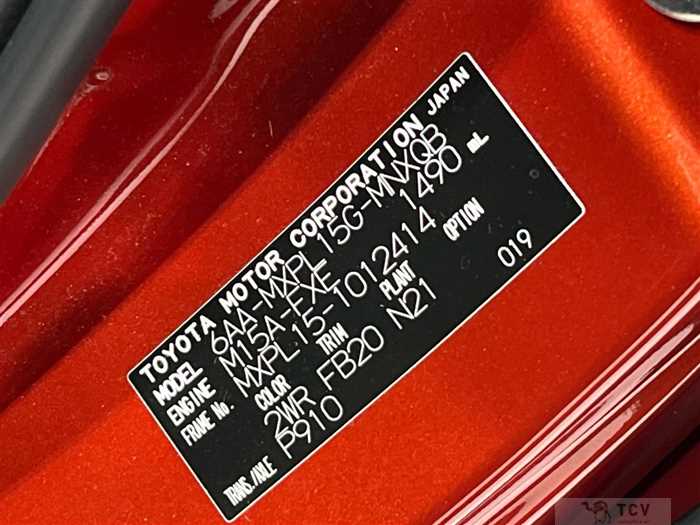 TOYOTA MOTOR CORPORATION JAPAN
MODEL 6AA-MXPL15G-MNXQB
ENGINE M15A-FXE 1490 mL
FRAME No. MXPL15-1012414
COLOR TRIM PLANT OPTION
2WR FB20 N21 019
TRANS./AXLE P910
TCV